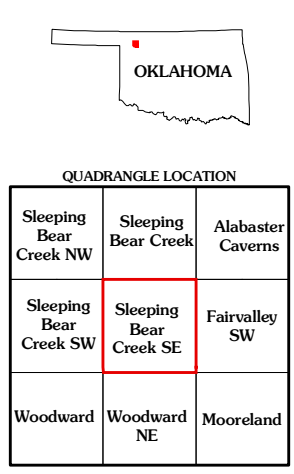 OKLAHOMA
QUADRANGLE LOCATION
Sleeping
Bear
Creek NW
Sleeping
Bear Creek
Alabaster
Caverns
Sleeping
Bear
Creek SW
Sleeping
Bear
Creek SE
Fairvalley
SW
Woodward
Woodward
NE
Mooreland